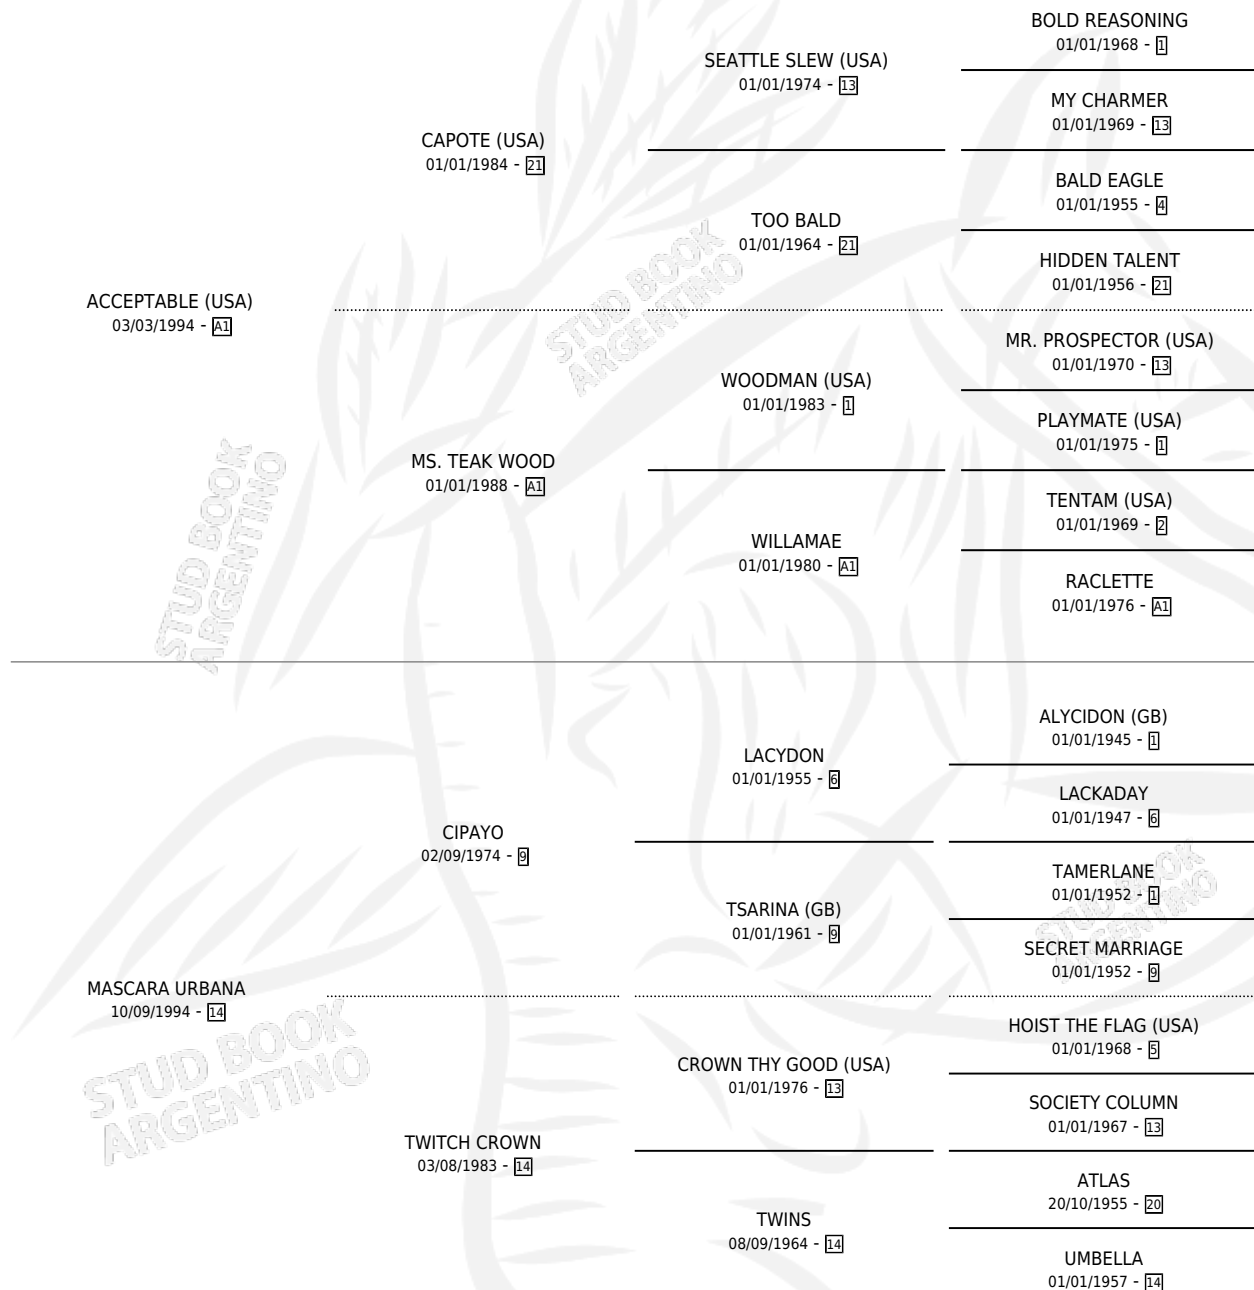 BOLD REASONING
01/01/1968 - 1
SEATTLE SLEW (USA)
01/01/1974 - 13
MY CHARMER
01/01/1969 - 13
CAPOTE (USA)
01/01/1984 - 21
BALD EAGLE
01/01/1955 - 4
TOO BALD
01/01/1964 - 21
HIDDEN TALENT
01/01/1956 - 21
ACCEPTABLE (USA)
03/03/1994 - A1
STUD BOOK
ARGENTINO
MR. PROSPECTOR (USA)
01/01/1970 - 13
WOODMAN (USA)
01/01/1983 - 1
PLAYMATE (USA)
01/01/1975 - 1
MS. TEAK WOOD
01/01/1988 - A1
TENTAM (USA)
01/01/1969 - 2
WILLAMAE
01/01/1980 - A1
RACLETTE
01/01/1976 - A1
STUD BOOK
ARGENTINO
ALYCIDON (GB)
01/01/1945 - 1
LACYDON
01/01/1955 - 6
LACKADAY
01/01/1947 - 6
CIPAYO
02/09/1974 - 9
TAMERLANE
01/01/1952 - 1
TSARINA (GB)
01/01/1961 - 9
SECRET MARRIAGE
01/01/1952 - 9
STUD BOOK
ARGENTINO
MASCARA URBANA
10/09/1994 - 14
STUD BOOK
ARGENTINO
HOIST THE FLAG (USA)
01/01/1968 - 5
CROWN THY GOOD (USA)
01/01/1976 - 13
SOCIETY COLUMN
01/01/1967 - 13
TWITCH CROWN
03/08/1983 - 14
ATLAS
20/10/1955 - 20
TWINS
08/09/1964 - 14
UMBELLA
01/01/1957 - 14